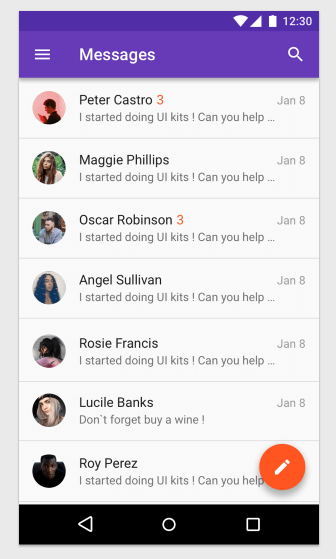 12:30
Messages
Peter Castro 3 Jan 8
I started doing UI kits ! Can you help ...
Maggie Phillips Jan 8
I started doing UI kits ! Can you help ...
Oscar Robinson 3 Jan 8
I started doing UI kits ! Can you help ...
Angel Sullivan Jan 8
I started doing UI kits ! Can you help ...
Rosie Francis Jan 8
I started doing UI kits ! Can you help ...
Lucile Banks Jan 8
Don`t forget buy a wine !
Roy Perez
I started doing UI kits ! Can you help